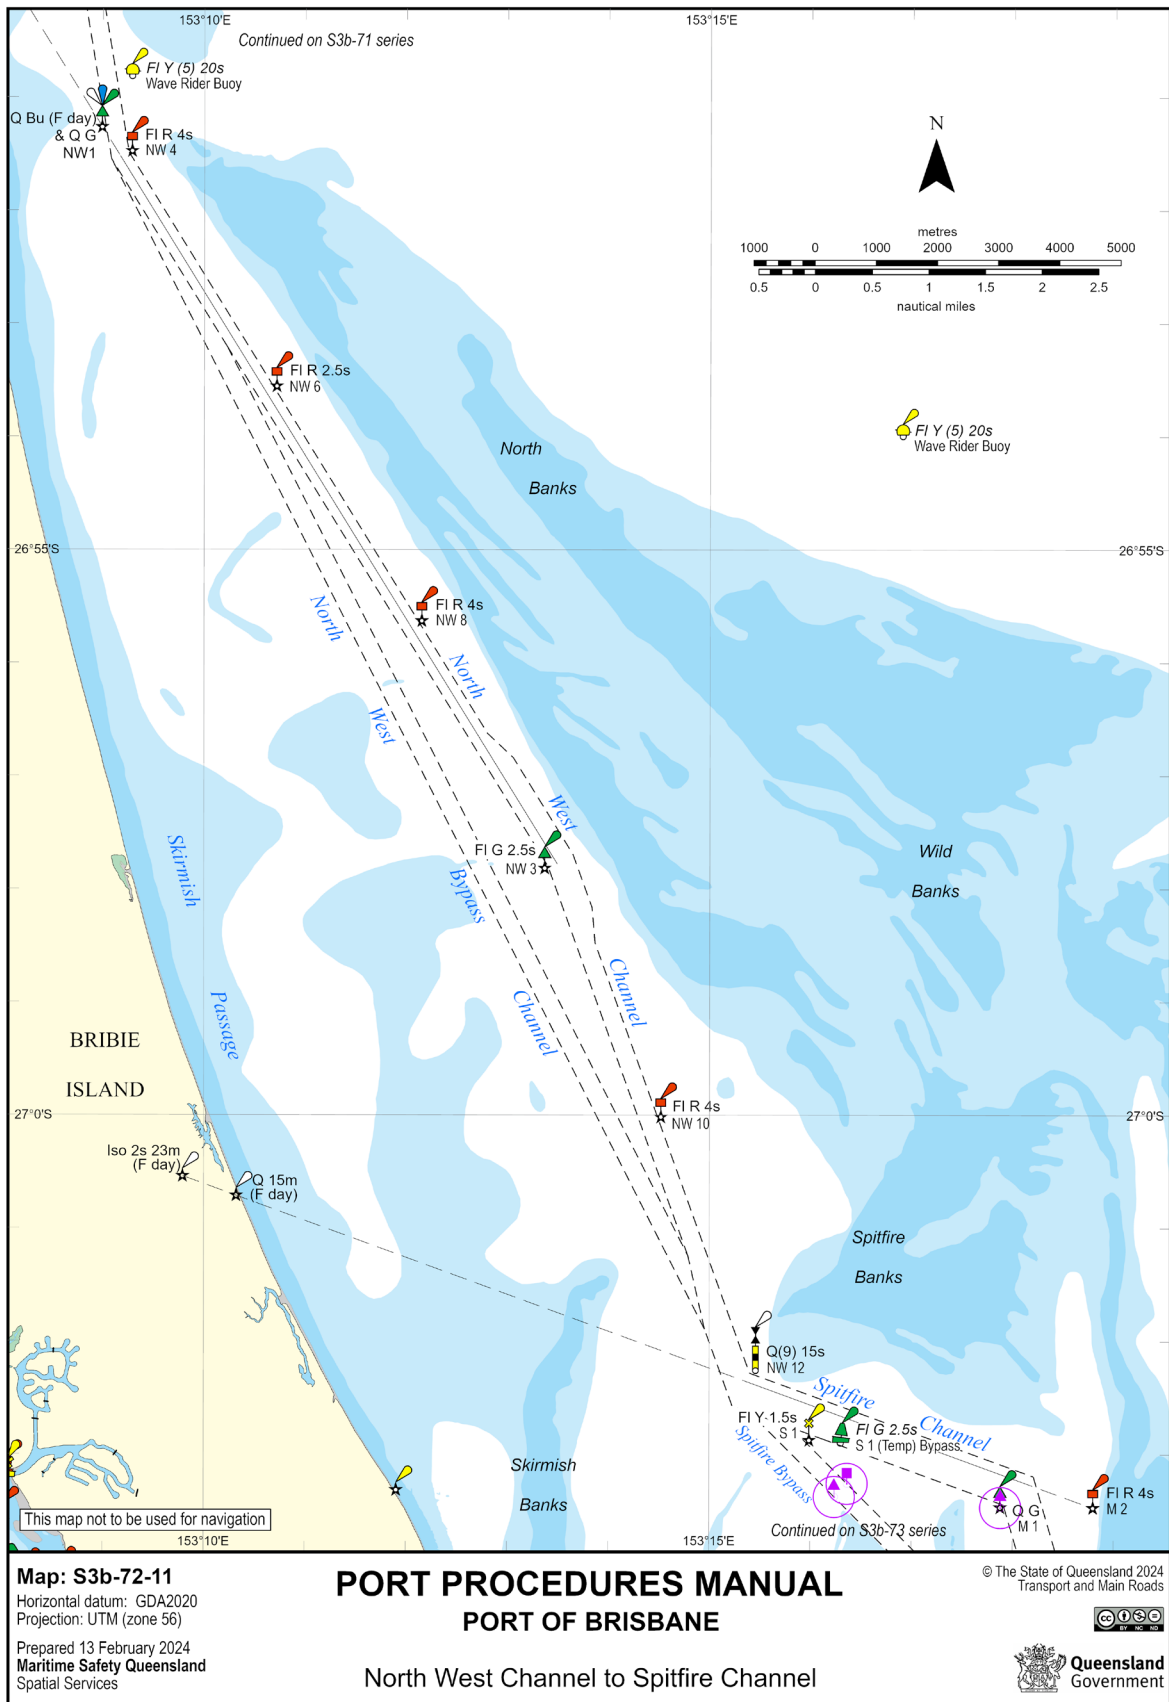 153°10'E
153°15'E
Continued on S3b-71 series
Fl Y (5) 20s
Wave Rider Buoy
Q Bu (F day)
& Q G
NW1
Fl R 4s
NW 4
N
metres
1000 0 1000 2000 3000 4000 5000
0.5 0 0.5 1 1.5 2 2.5
nautical miles
Fl R 2.5s
NW 6
Fl Y (5) 20s
Wave Rider Buoy
North
Banks
26°55'S
26°55'S
Fl R 4s
NW 8
North
West
Bypass
Channel
North
West
Channel
Fl G 2.5s
NW 3
Skirmish
Passage
Wild
Banks
BRIBIE
ISLAND
27°0'S
27°0'S
Fl R 4s
NW 10
Iso 2s 23m
(F day)
Q 15m
(F day)
Spitfire
Banks
Q(9) 15s
NW 12
Spitfire
Channel
Fl Y 1.5s
S 1
Fl G 2.5s
S 1 (Temp) Bypass
Spitfire Bypass
Skirmish
Banks
Q G
M 1
Fl R 4s
M 2
This map not to be used for navigation
Continued on S3b-73 series
153°10'E
153°15'E
Map: S3b-72-11
Horizontal datum: GDA2020
Projection: UTM (zone 56)
Prepared 13 February 2024
Maritime Safety Queensland
Spatial Services
PORT PROCEDURES MANUAL
PORT OF BRISBANE
North West Channel to Spitfire Channel
© The State of Queensland 2024
Transport and Main Roads
CC BY NC ND
Queensland
Government